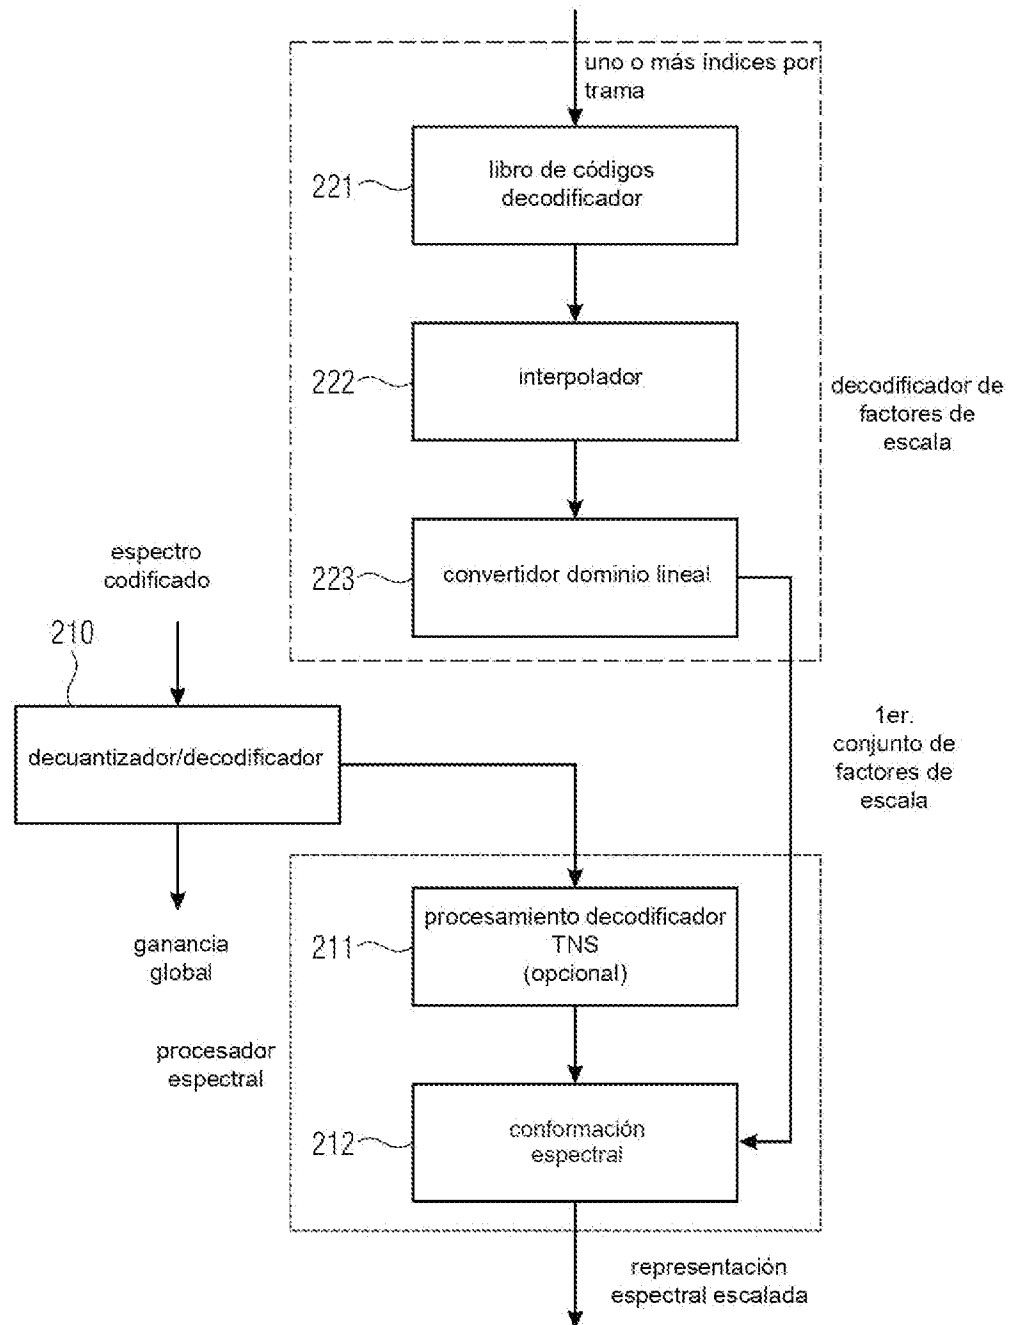 uno o más índices por
trama
221
libro de códigos
decodificador
222
interpolador
decodificador de
factores de
escala
223
convertidor dominio lineal
espectro
codificado
210
decuantizador/decodificador
1er.
conjunto de
factores de
escala
ganancia
global
211
procesamiento decodificador
TNS
(opcional)
procesador
espectral
212
conformación
espectral
representación
espectral escalada